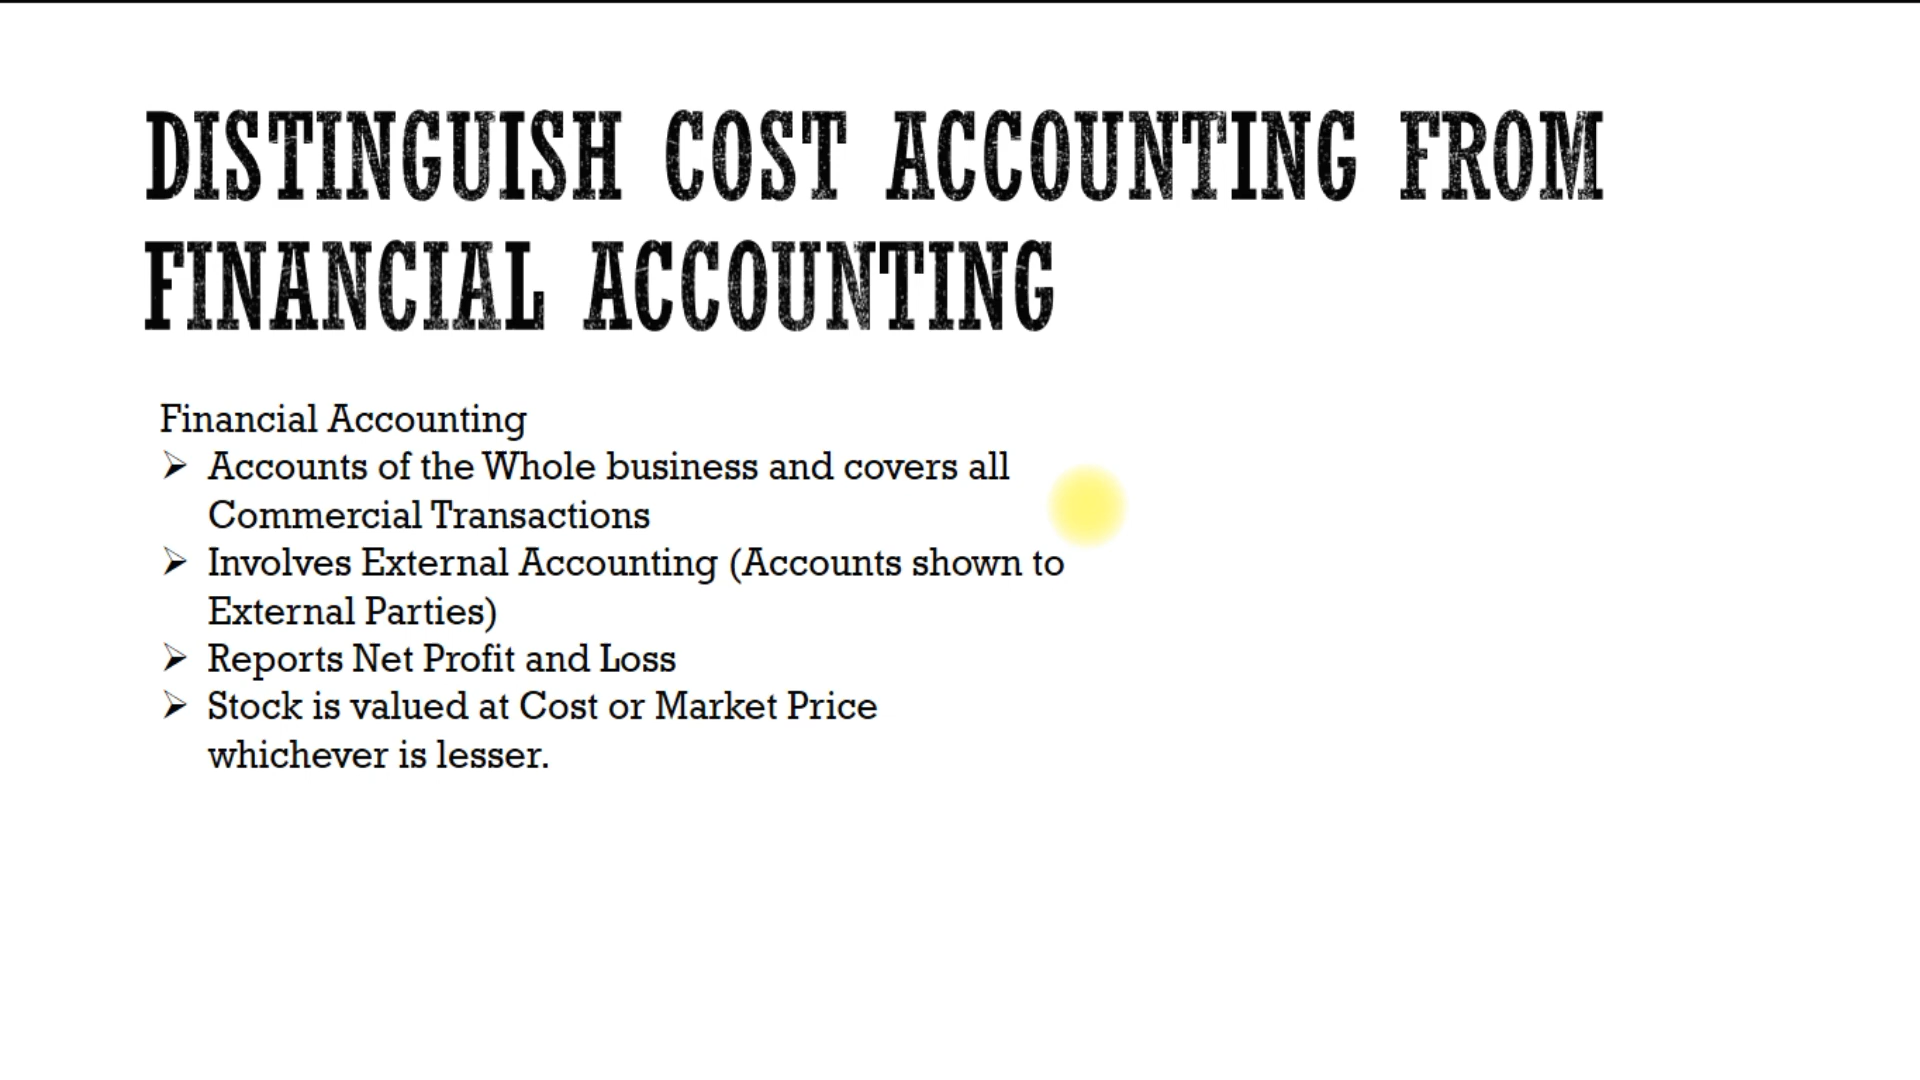 DISTINGUISH COST ACCOUNTING FROM
FINANCIAL ACCOUNTING
Financial Accounting
➢ Accounts of the Whole business and covers all
Commercial Transactions
➢ Involves External Accounting (Accounts shown to
External Parties)
➢ Reports Net Profit and Loss
➢ Stock is valued at Cost or Market Price
whichever is lesser.